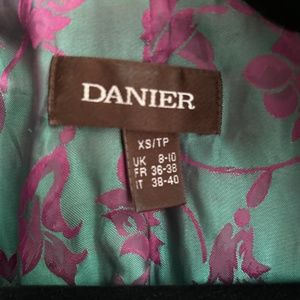 DANIER
XS/TP
UK 8-10
FR 36-38
IT 38-40